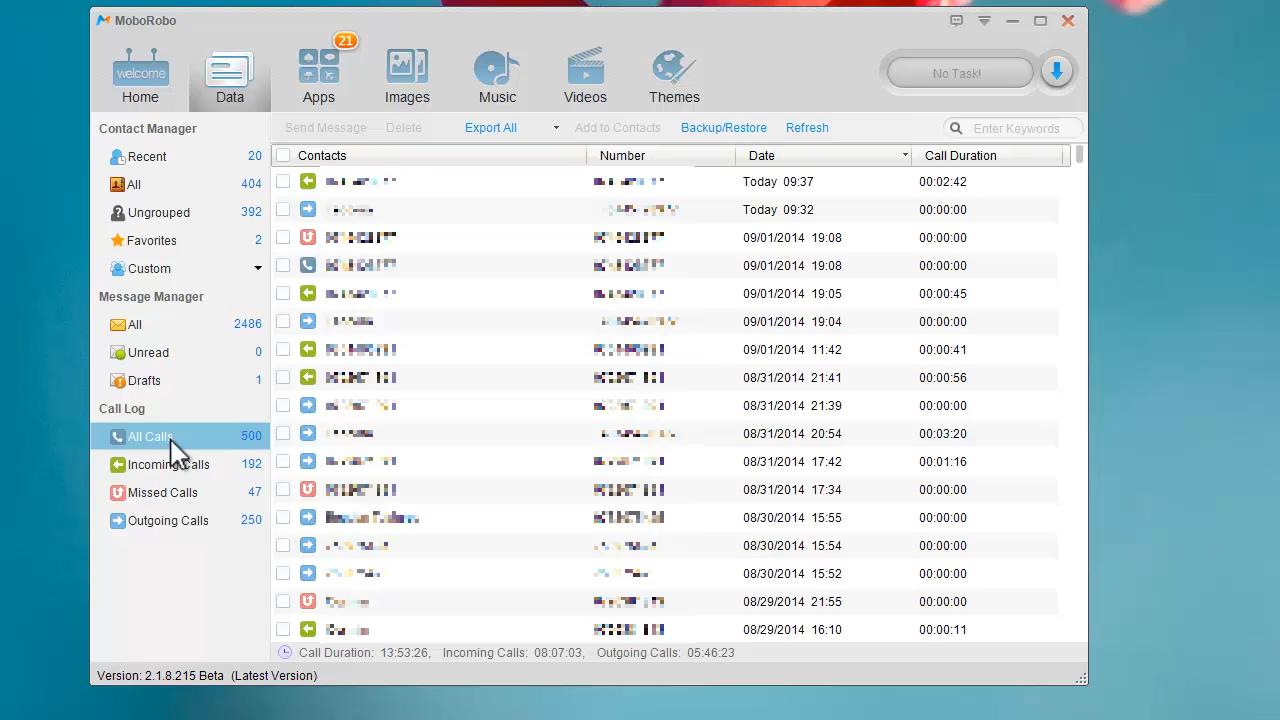 MoboRobo
welcome
21
Home Data Apps Images Music Videos Themes
No Task!
Contact Manager
Send Message Delete Export All Add to Contacts Backup/Restore Refresh Enter Keywords
Recent 20
All 404
Ungrouped 392
Favorites 2
Custom
Message Manager
All 2486
Unread 0
Drafts 1
Call Log
All Calls 500
Incoming Calls 192
Missed Calls 47
Outgoing Calls 250
Contacts Number Date Call Duration
Today 09:37 00:02:42
Today 09:32 00:00:00
09/01/2014 19:08 00:00:00
09/01/2014 19:08 00:00:00
09/01/2014 19:05 00:00:45
09/01/2014 19:04 00:00:00
09/01/2014 11:42 00:00:41
08/31/2014 21:41 00:00:56
08/31/2014 21:39 00:00:00
08/31/2014 20:54 00:03:20
08/31/2014 17:42 00:01:16
08/31/2014 17:34 00:00:00
08/30/2014 15:55 00:00:00
08/30/2014 15:54 00:00:00
08/30/2014 15:52 00:00:00
08/29/2014 21:55 00:00:00
08/29/2014 16:10 00:00:11
Call Duration: 13:53:26, Incoming Calls: 08:07:03, Outgoing Calls: 05:46:23
Version: 2.1.8.215 Beta (Latest Version)